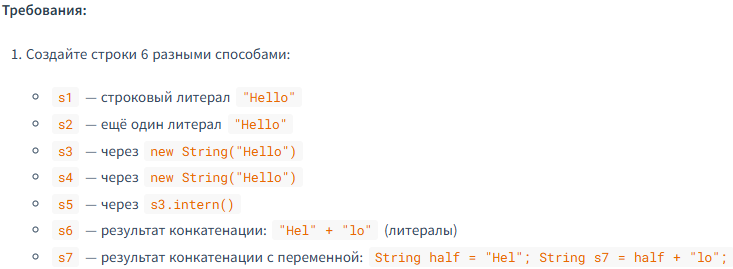 Требования:
1. Создайте строки 6 разными способами:
s1 — строковый литерал "Hello"
s2 — ещё один литерал "Hello"
s3 — через new String("Hello")
s4 — через new String("Hello")
s5 — через s3.intern()
s6 — результат конкатенации: "Hel" + "lo" (литералы)
s7 — результат конкатенации с переменной: String half = "Hel"; String s7 = half + "lo";